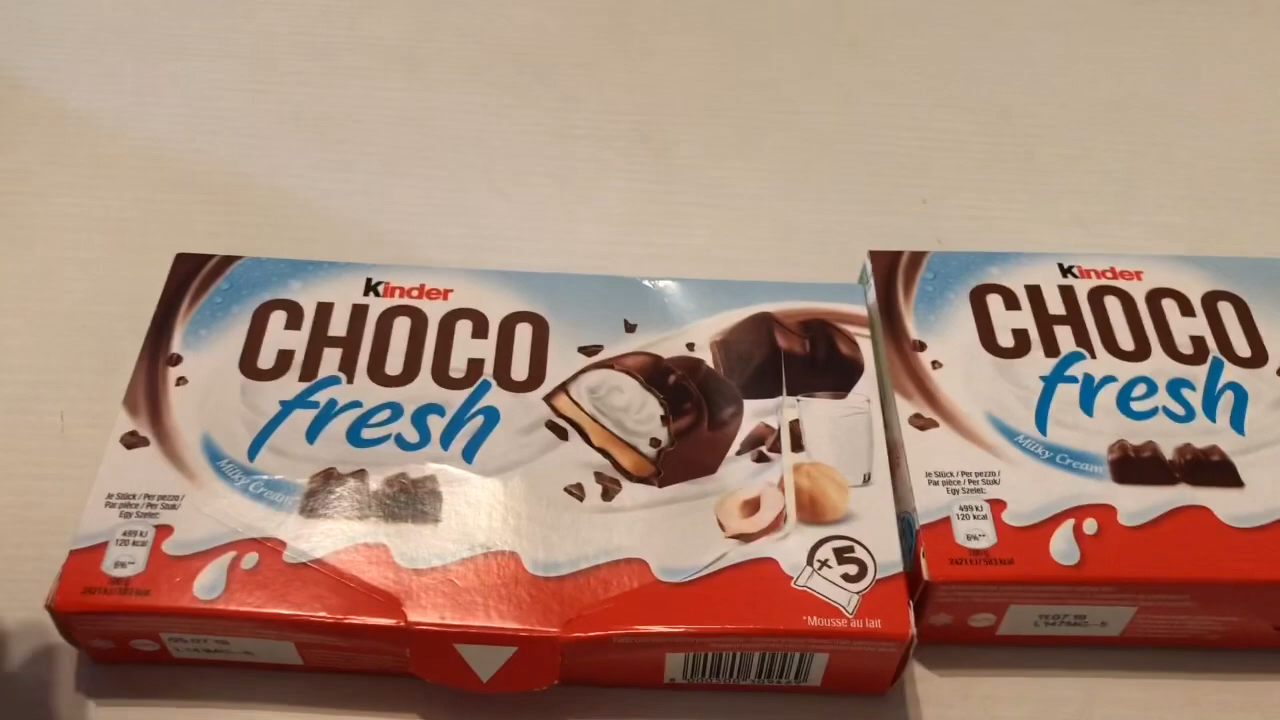 Kinder
CHOCO
fresh
Milky Cream
Je Stück / Per pezzo /
Par pièce / Per Stuk/
Egy Szelet:
499 kJ
120 kcal
6%**
x5
*Mousse au lait
Kinder
CHOCO
fresh
Milky Cream
Je Stück / Per pezzo /
Par pièce / Per Stuk/
Egy Szelet:
499 kJ
120 kcal
6%**